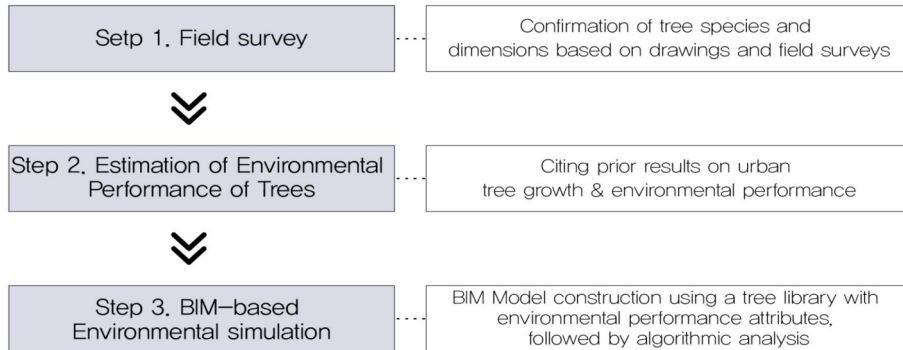 Setp 1. Field survey
Confirmation of tree species and
dimensions based on drawings and field surveys
Step 2. Estimation of Environmental
Performance of Trees
Citing prior results on urban
tree growth & environmental performance
Step 3. BIM-based
Environmental simulation
BIM Model construction using a tree library with
environmental performance attributes,
followed by algorithmic analysis